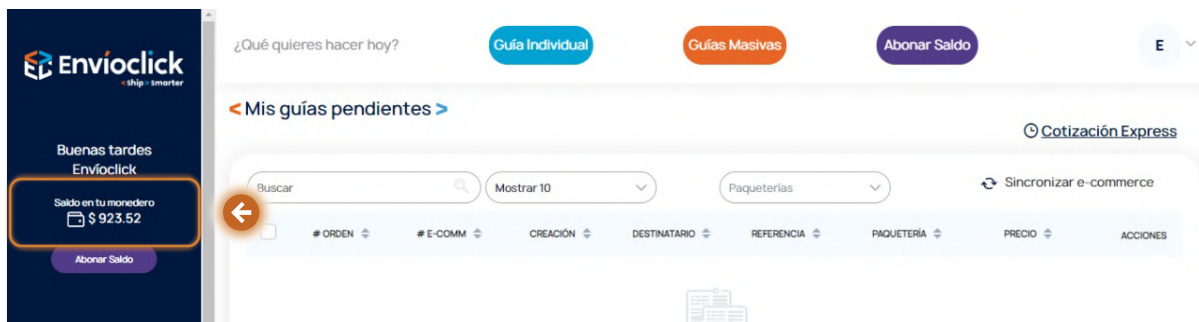 Envíoclick
<ship>smarter
Buenas tardes
Envíoclick
Saldo en tu monedero
$ 923.52
Abonar Saldo
¿Qué quieres hacer hoy?
Guía Individual
Guías Masivas
Abonar Saldo
E
< Mis guías pendientes >
Cotización Express
Buscar
Mostrar 10
Paqueterías
Sincronizar e-commerce
# ORDEN
# E-COMM
CREACIÓN
DESTINATARIO
REFERENCIA
PAQUETERÍA
PRECIO
ACCIONES